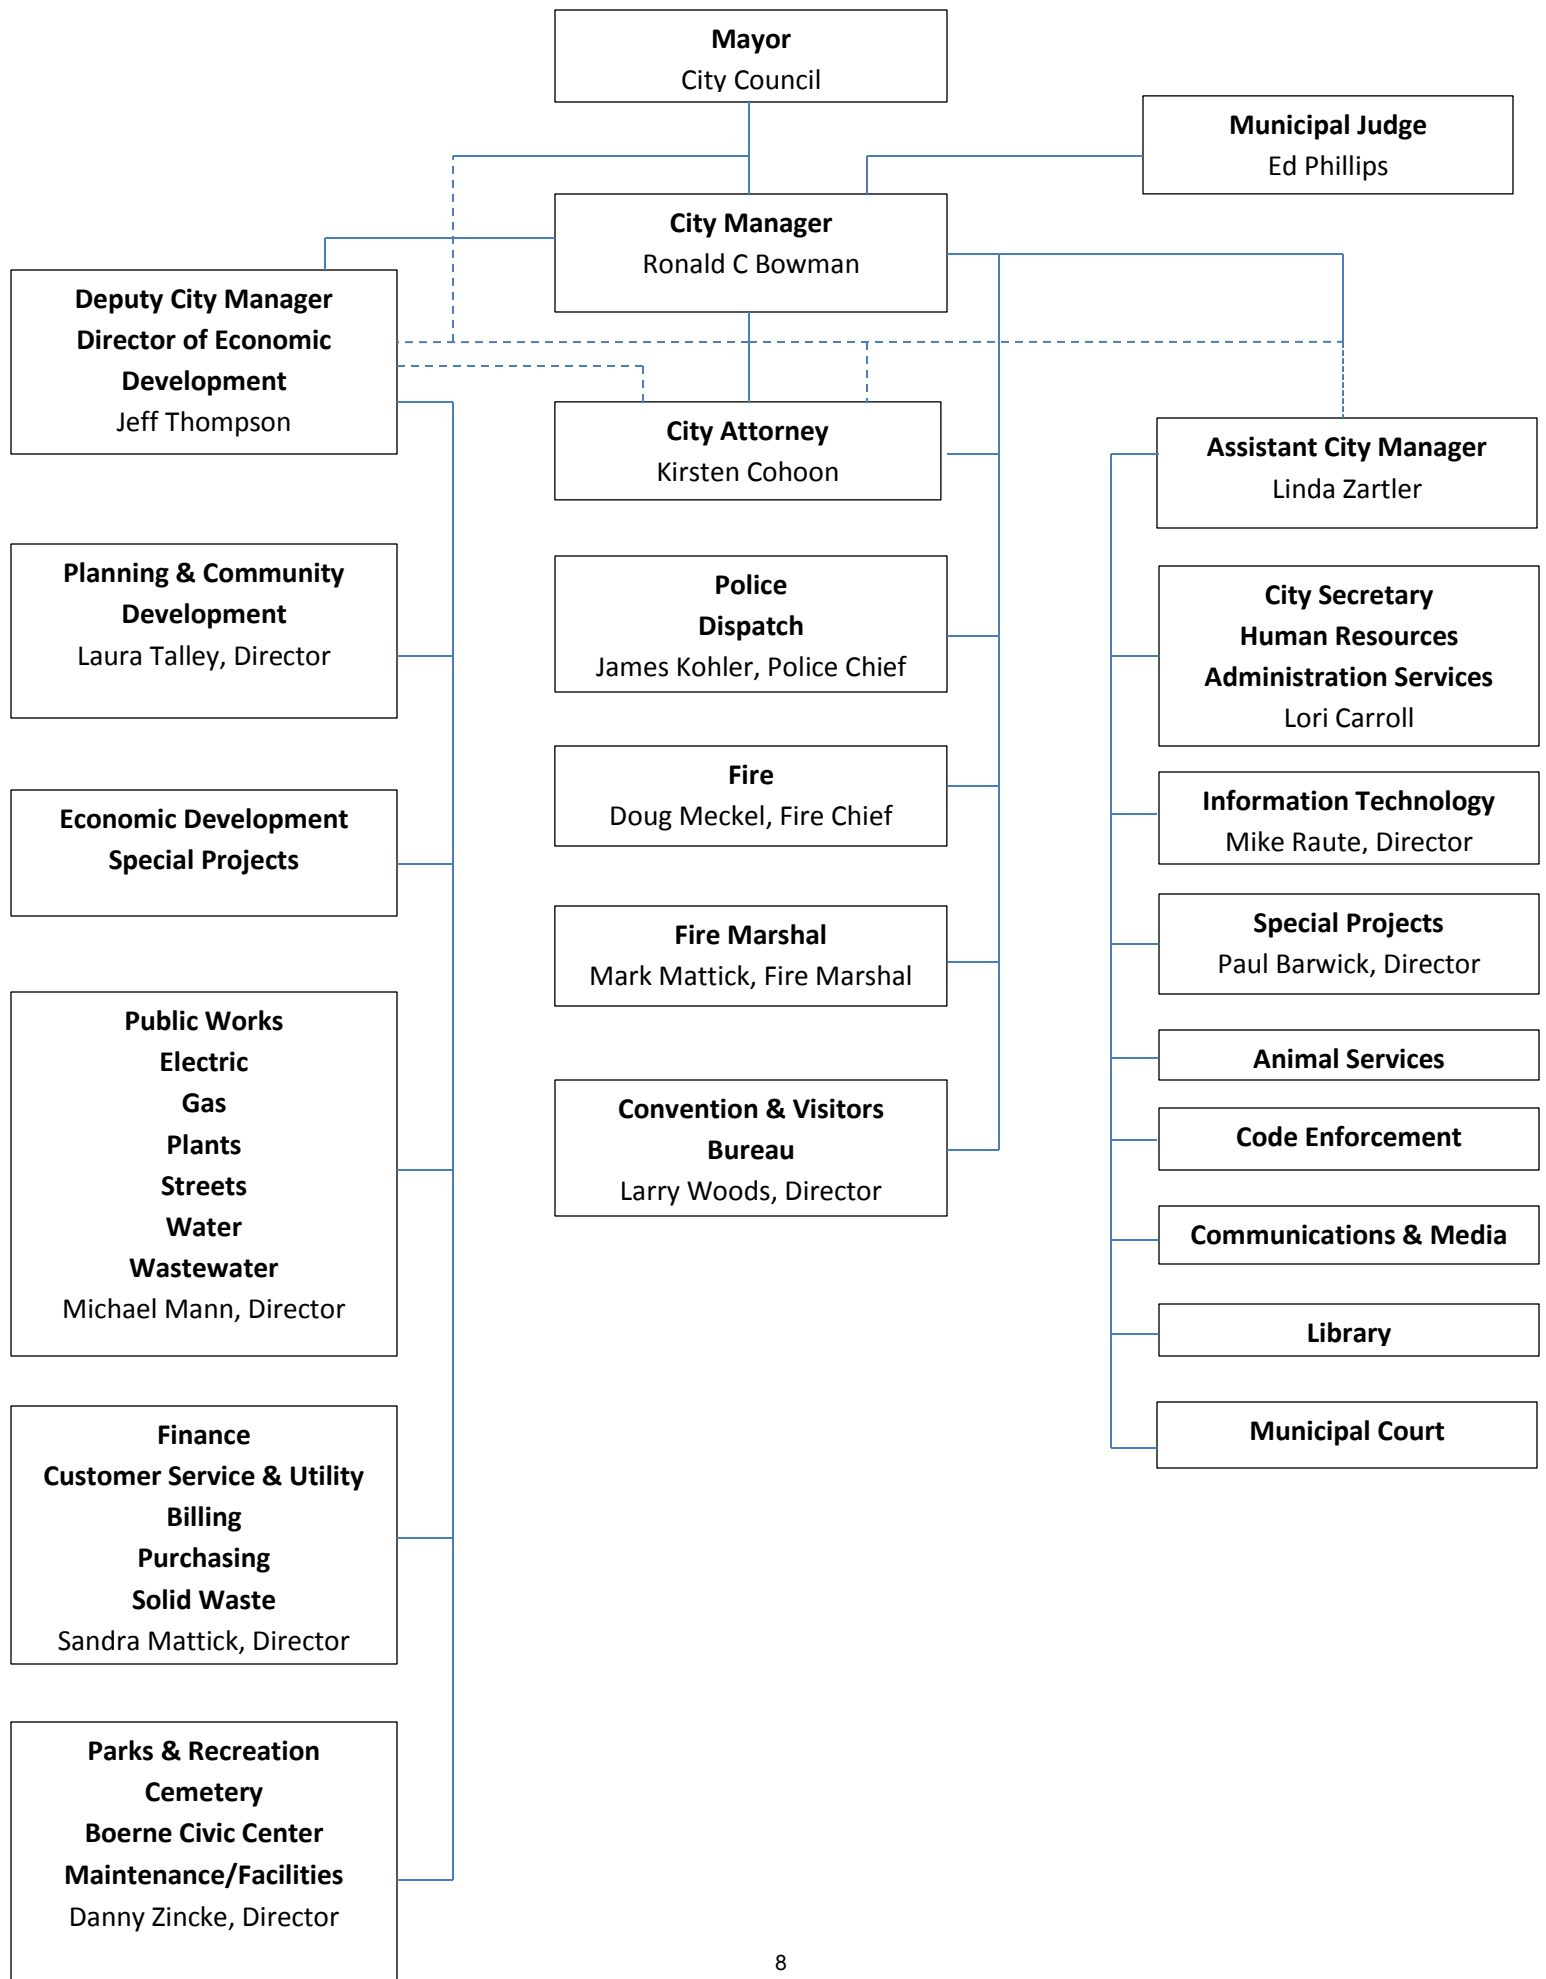 Mayor
City Council
Municipal Judge
Ed Phillips
City Manager
Ronald C Bowman
Deputy City Manager
Director of Economic
Development
Jeff Thompson
City Attorney
Kirsten Cohoon
Assistant City Manager
Linda Zartler
Planning & Community
Development
Laura Talley, Director
Economic Development
Special Projects
Public Works
Electric
Gas
Plants
Streets
Water
Wastewater
Michael Mann, Director
Finance
Customer Service & Utility
Billing
Purchasing
Solid Waste
Sandra Mattick, Director
Parks & Recreation
Cemetery
Boerne Civic Center
Maintenance/Facilities
Danny Zincke, Director
Police
Dispatch
James Kohler, Police Chief
Fire
Doug Meckel, Fire Chief
Fire Marshal
Mark Mattick, Fire Marshal
Convention & Visitors
Bureau
Larry Woods, Director
City Secretary
Human Resources
Administration Services
Lori Carroll
Information Technology
Mike Raute, Director
Special Projects
Paul Barwick, Director
Animal Services
Code Enforcement
Communications & Media
Library
Municipal Court
8